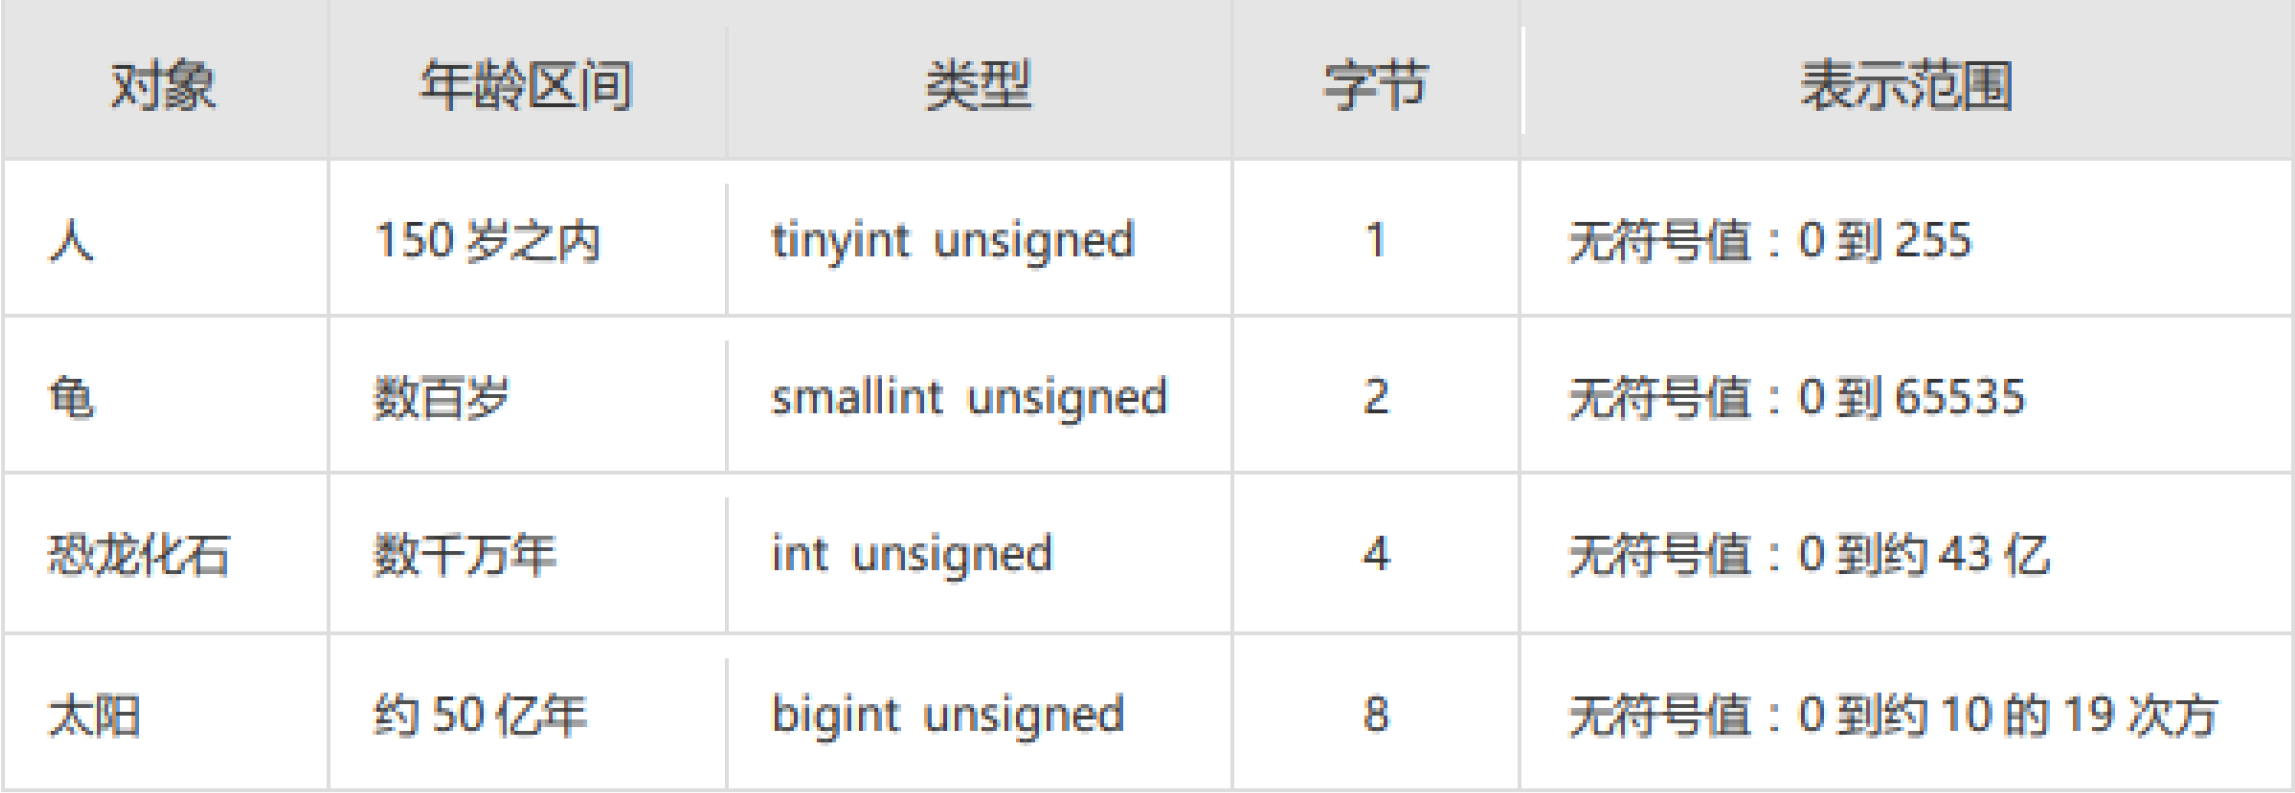 对象 年龄区间 类型 字节 表示范围
人 150 岁之内 tinyint unsigned 1 无符号值：0 到 255
龟 数百岁 smallint unsigned 2 无符号值：0 到 65535
恐龙化石 数千万年 int unsigned 4 无符号值：0 到约 43 亿
太阳 约 50 亿年 bigint unsigned 8 无符号值：0 到约 10 的 19 次方